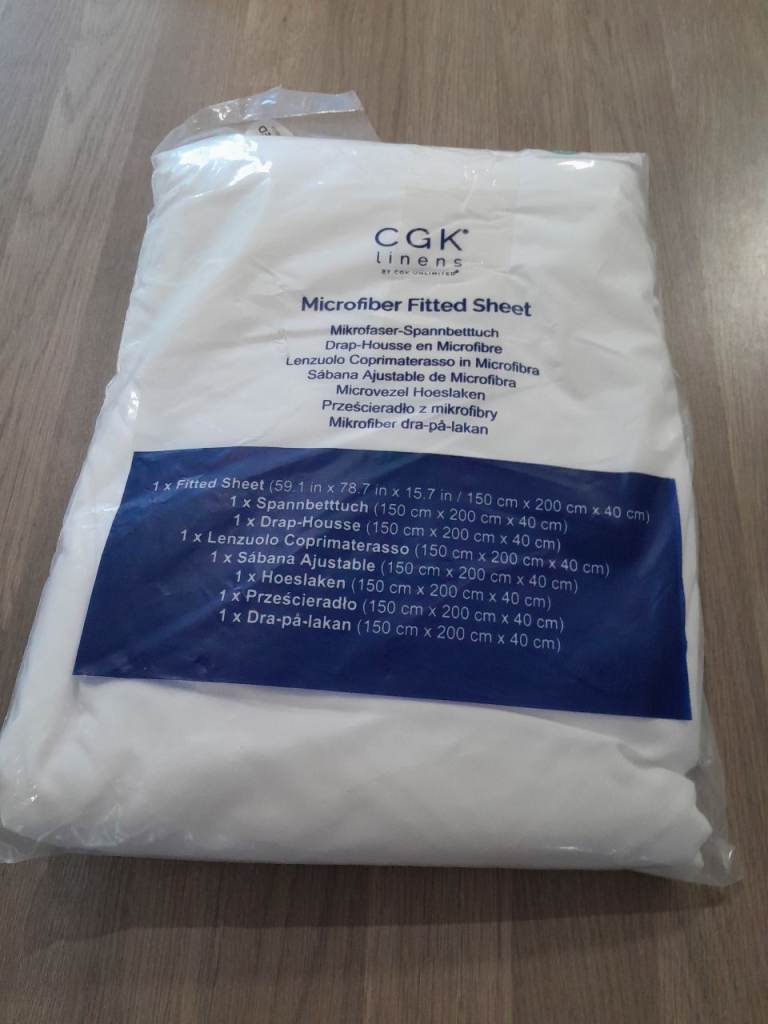 CGK®
linens
BY CGK UNLIMITED®
Microfiber Fitted Sheet
Mikrofaser-Spannbetttuch
Drap-Housse en Microfibre
Lenzuolo Coprimaterasso in Microfibra
Sábana Ajustable de Microfibra
Microvezel Hoeslaken
Prześcieradło z mikrofibry
Mikrofiber dra-på-lakan
1 x Fitted Sheet (59.1 in x 78.7 in x 15.7 in / 150 cm x 200 cm x 40 cm)
1 x Spannbetttuch (150 cm x 200 cm x 40 cm)
1 x Drap-Housse (150 cm x 200 cm x 40 cm)
1 x Lenzuolo Coprimaterasso (150 cm x 200 cm x 40 cm)
1 x Sábana Ajustable (150 cm x 200 cm x 40 cm)
1 x Hoeslaken (150 cm x 200 cm x 40 cm)
1 x Prześcieradło (150 cm x 200 cm x 40 cm)
1 x Dra-på-lakan (150 cm x 200 cm x 40 cm)